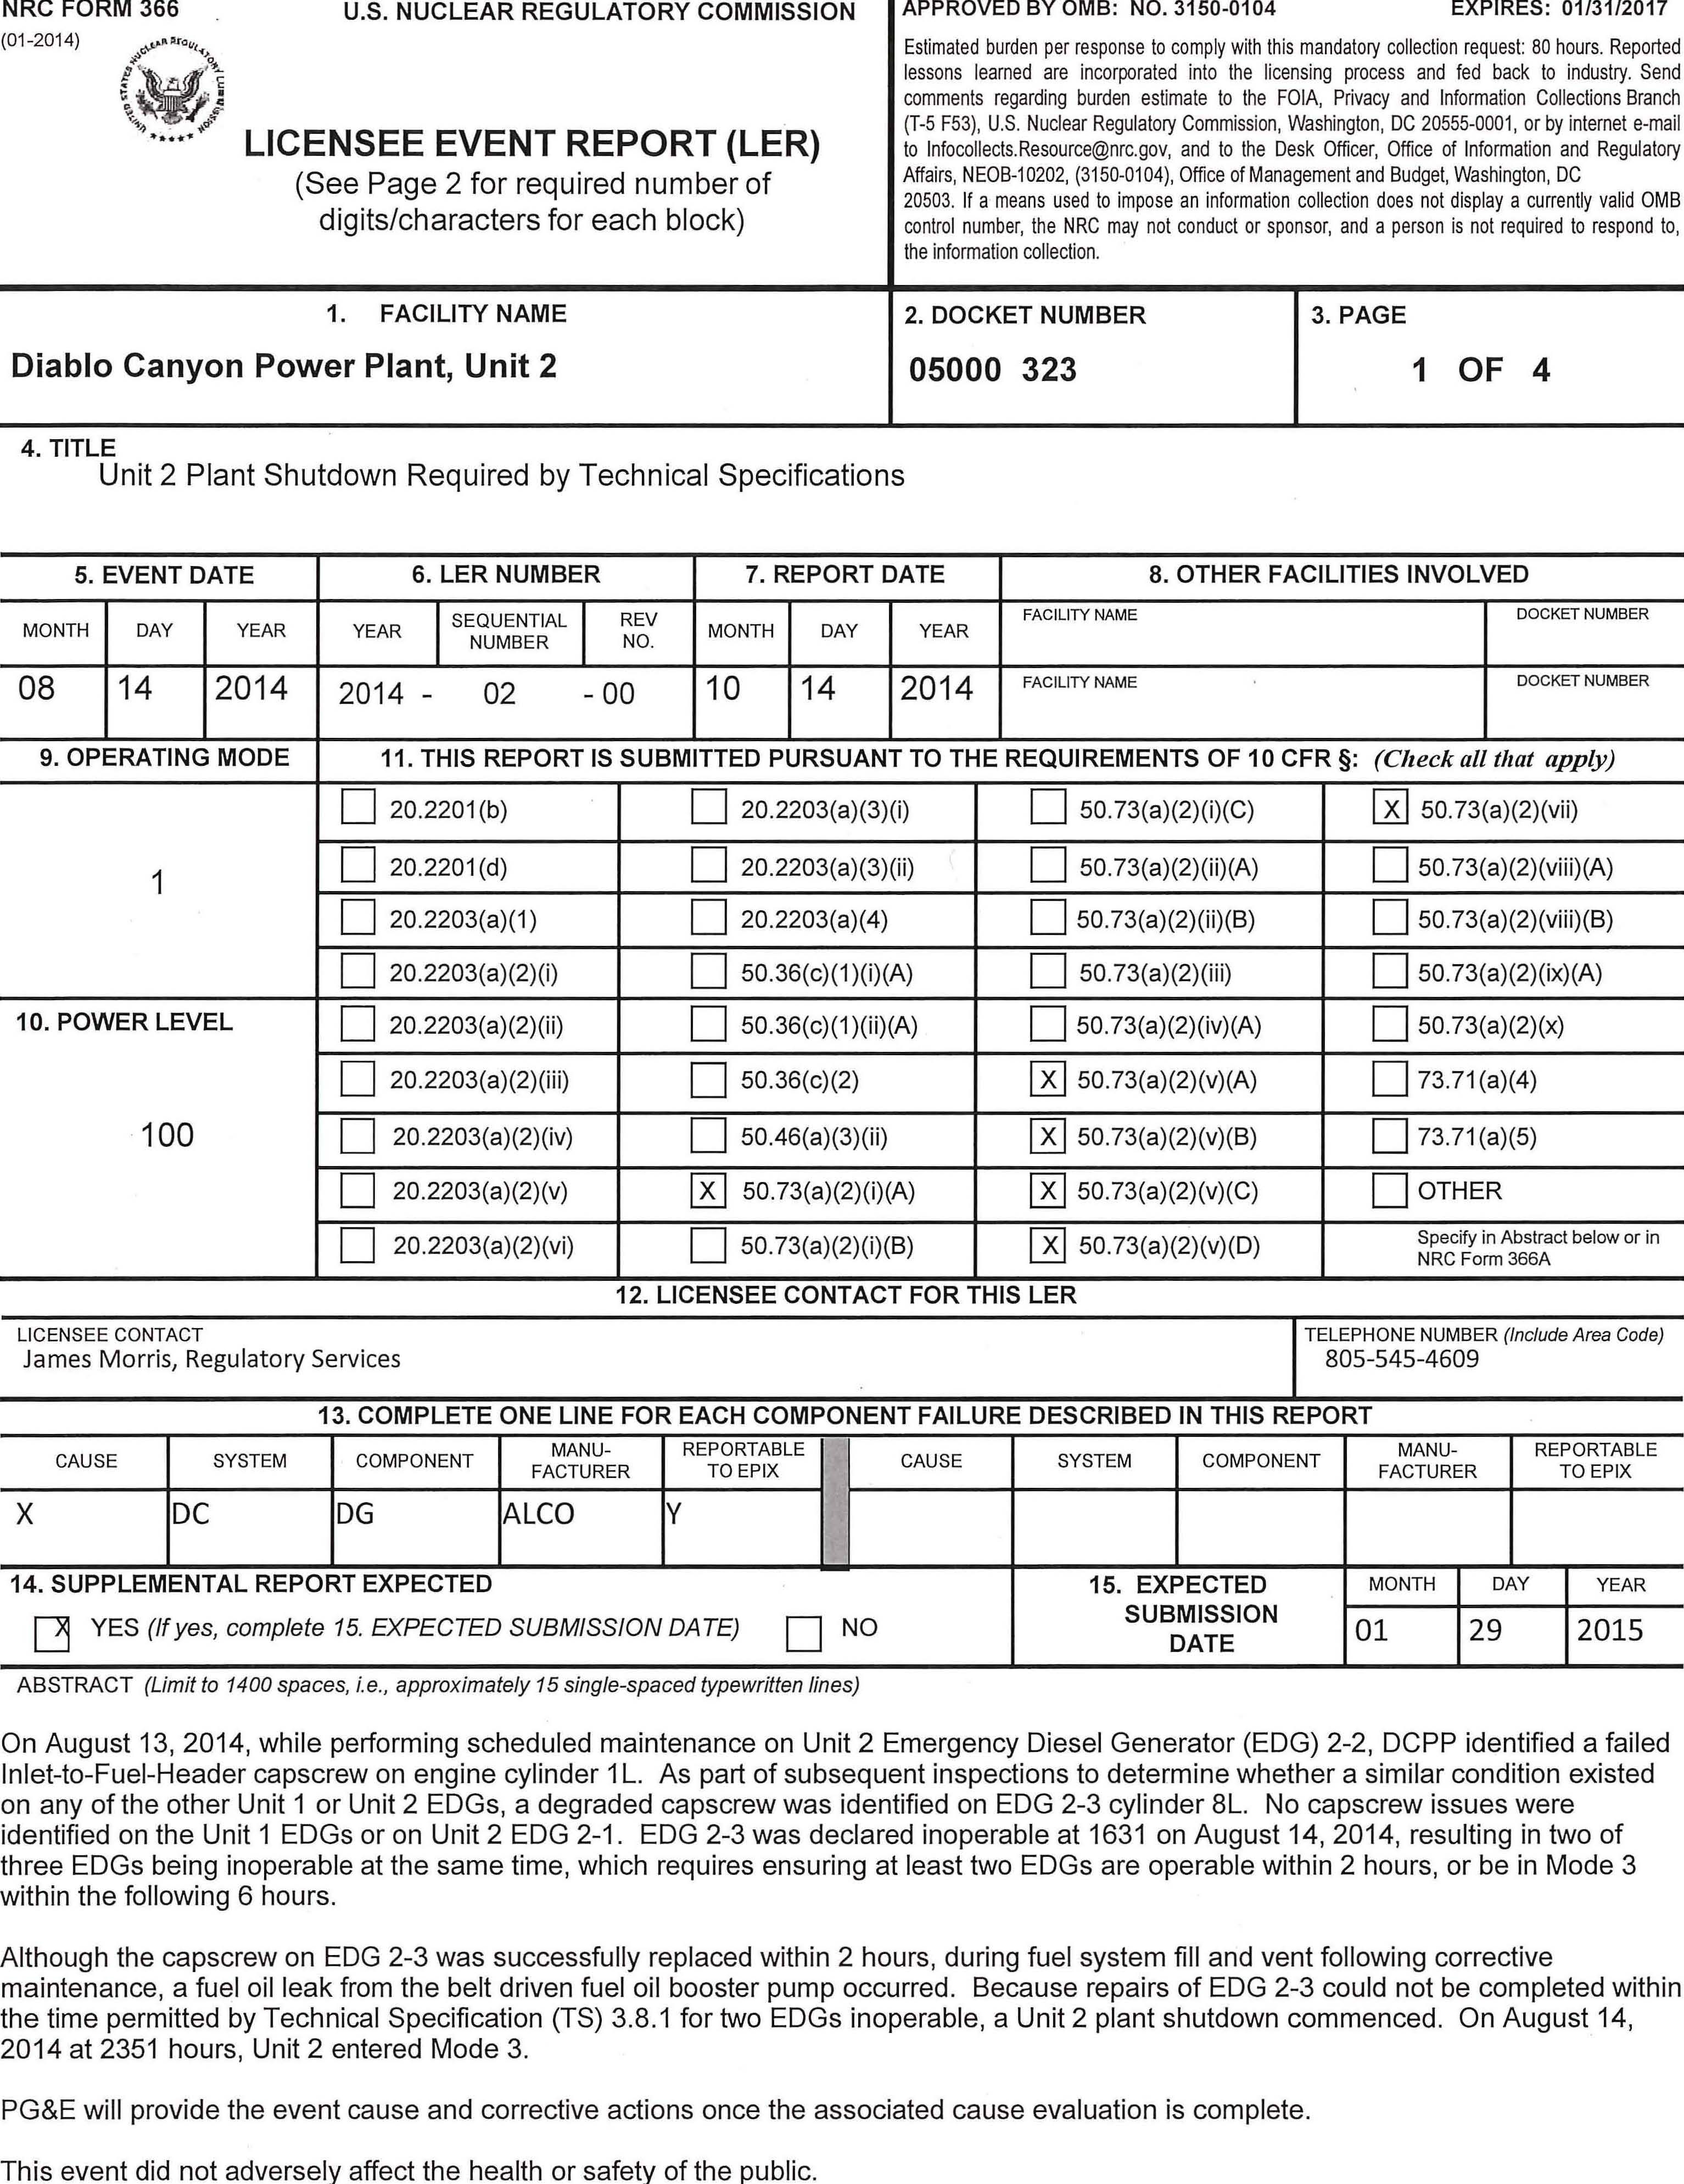 NRC FORM 366
(01-2014)
U.S. NUCLEAR REGULATORY COMMISSION
UNITED STATES NUCLEAR REGULATORY COMMISSION
LICENSEE EVENT REPORT (LER)
(See Page 2 for required number of
digits/characters for each block)
APPROVED BY OMB: NO. 3150-0104 EXPIRES: 01/31/2017
Estimated burden per response to comply with this mandatory collection request: 80 hours. Reported
lessons learned are incorporated into the licensing process and fed back to industry. Send
comments regarding burden estimate to the FOIA, Privacy and Information Collections Branch
(T-5 F53), U.S. Nuclear Regulatory Commission, Washington, DC 20555-0001, or by internet e-mail
to Infocollects.Resource@nrc.gov, and to the Desk Officer, Office of Information and Regulatory
Affairs, NEOB-10202, (3150-0104), Office of Management and Budget, Washington, DC
20503. If a means used to impose an information collection does not display a currently valid OMB
control number, the NRC may not conduct or sponsor, and a person is not required to respond to,
the information collection.
1. FACILITY NAME
Diablo Canyon Power Plant, Unit 2
2. DOCKET NUMBER
05000 323
3. PAGE
1 OF 4
4. TITLE
Unit 2 Plant Shutdown Required by Technical Specifications
5. EVENT DATE 6. LER NUMBER 7. REPORT DATE 8. OTHER FACILITIES INVOLVED
MONTH DAY YEAR YEAR SEQUENTIAL NUMBER REV NO. MONTH DAY YEAR FACILITY NAME DOCKET NUMBER
08 14 2014 2014 - 02 - 00 10 14 2014 FACILITY NAME DOCKET NUMBER
9. OPERATING MODE 11. THIS REPORT IS SUBMITTED PURSUANT TO THE REQUIREMENTS OF 10 CFR §: (Check all that apply)
1
20.2201(b) 20.2203(a)(3)(i) 50.73(a)(2)(i)(C) X 50.73(a)(2)(vii)
20.2201(d) 20.2203(a)(3)(ii) 50.73(a)(2)(ii)(A) 50.73(a)(2)(viii)(A)
20.2203(a)(1) 20.2203(a)(4) 50.73(a)(2)(ii)(B) 50.73(a)(2)(viii)(B)
20.2203(a)(2)(i) 50.36(c)(1)(i)(A) 50.73(a)(2)(iii) 50.73(a)(2)(ix)(A)
10. POWER LEVEL
100
20.2203(a)(2)(ii) 50.36(c)(1)(ii)(A) 50.73(a)(2)(iv)(A) 50.73(a)(2)(x)
20.2203(a)(2)(iii) 50.36(c)(2) X 50.73(a)(2)(v)(A) 73.71(a)(4)
20.2203(a)(2)(iv) 50.46(a)(3)(ii) X 50.73(a)(2)(v)(B) 73.71(a)(5)
20.2203(a)(2)(v) X 50.73(a)(2)(i)(A) X 50.73(a)(2)(v)(C) OTHER
20.2203(a)(2)(vi) 50.73(a)(2)(i)(B) X 50.73(a)(2)(v)(D) Specify in Abstract below or in
NRC Form 366A
12. LICENSEE CONTACT FOR THIS LER
LICENSEE CONTACT
James Morris, Regulatory Services
TELEPHONE NUMBER (Include Area Code)
805-545-4609
13. COMPLETE ONE LINE FOR EACH COMPONENT FAILURE DESCRIBED IN THIS REPORT
CAUSE SYSTEM COMPONENT MANU-FACTURER REPORTABLE TO EPIX CAUSE SYSTEM COMPONENT MANU-FACTURER REPORTABLE TO EPIX
X DC DG ALCO Y
14. SUPPLEMENTAL REPORT EXPECTED
X YES (If yes, complete 15. EXPECTED SUBMISSION DATE) NO
15. EXPECTED
SUBMISSION
DATE
MONTH DAY YEAR
01 29 2015
ABSTRACT (Limit to 1400 spaces, i.e., approximately 15 single-spaced typewritten lines)
On August 13, 2014, while performing scheduled maintenance on Unit 2 Emergency Diesel Generator (EDG) 2-2, DCPP identified a failed
Inlet-to-Fuel-Header capscrew on engine cylinder 1L. As part of subsequent inspections to determine whether a similar condition existed
on any of the other Unit 1 or Unit 2 EDGs, a degraded capscrew was identified on EDG 2-3 cylinder 8L. No capscrew issues were
identified on the Unit 1 EDGs or on Unit 2 EDG 2-1. EDG 2-3 was declared inoperable at 1631 on August 14, 2014, resulting in two of
three EDGs being inoperable at the same time, which requires ensuring at least two EDGs are operable within 2 hours, or be in Mode 3
within the following 6 hours.
Although the capscrew on EDG 2-3 was successfully replaced within 2 hours, during fuel system fill and vent following corrective
maintenance, a fuel oil leak from the belt driven fuel oil booster pump occurred. Because repairs of EDG 2-3 could not be completed within
the time permitted by Technical Specification (TS) 3.8.1 for two EDGs inoperable, a Unit 2 plant shutdown commenced. On August 14,
2014 at 2351 hours, Unit 2 entered Mode 3.
PG&E will provide the event cause and corrective actions once the associated cause evaluation is complete.
This event did not adversely affect the health or safety of the public.